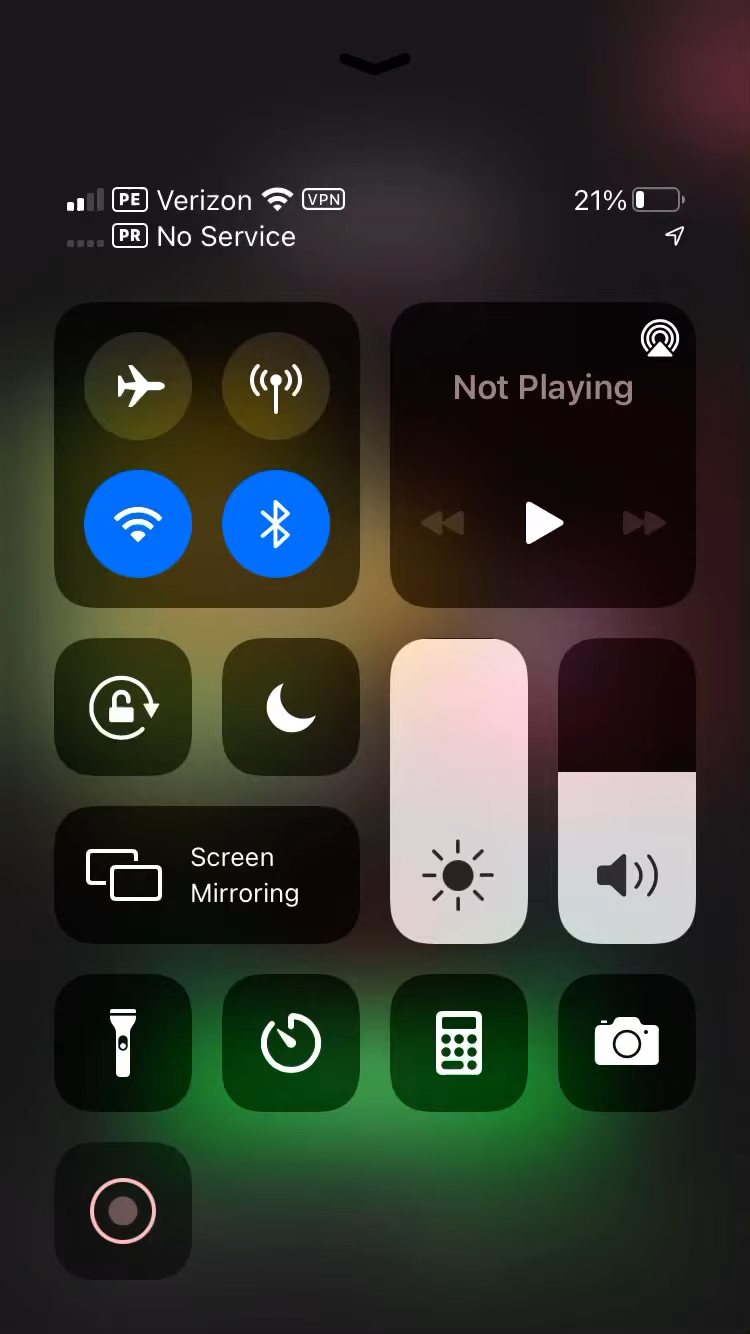 PE Verizon VPN 21%
PR No Service
Not Playing
Screen
Mirroring